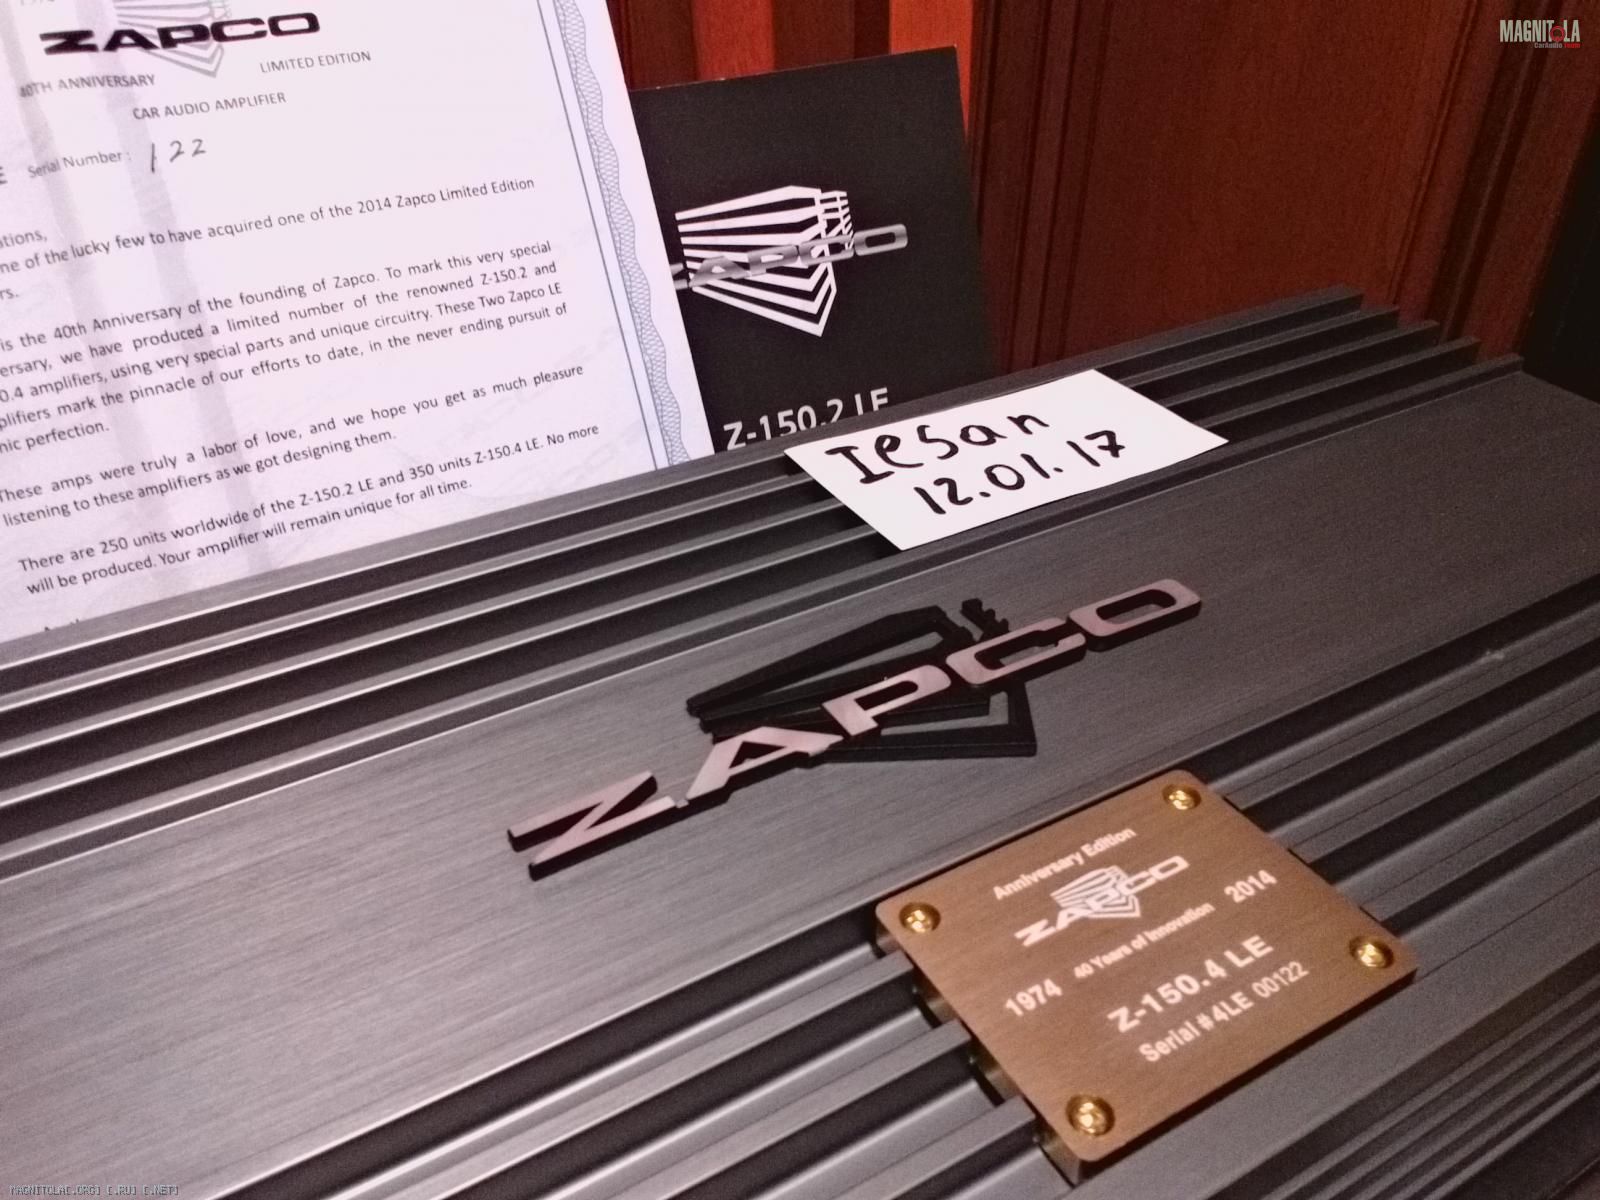 ZAPCO
40TH ANNIVERSARY LIMITED EDITION
CAR AUDIO AMPLIFIER
Serial Number : 122
ations,
ne of the lucky few to have acquired one of the 2014 Zapco Limited Edition
rs.
is the 40th Anniversary of the founding of Zapco. To mark this very special
ersary, we have produced a limited number of the renowned Z-150.2 and
0.4 amplifiers, using very special parts and unique circuitry. These Two Zapco LE
plifiers mark the pinnacle of our efforts to date, in the never ending pursuit of
nic perfection.
These amps were truly a labor of love, and we hope you get as much pleasure
listening to these amplifiers as we got designing them.
There are 250 units worldwide of the Z-150.2 LE and 350 units Z-150.4 LE. No more
will be produced. Your amplifier will remain unique for all time.
ZAPCO
Z-150.2 LE
Iesan
12.01.17
ZAPCO
Anniversary Edition
ZAPCO
1974 40 Years of Innovation 2014
Z-150.4 LE
Serial # 4LE 00122
MAGNITOLA
CarAudio Team
MAGNITOLA[.ORG] [.RU] [.NET]